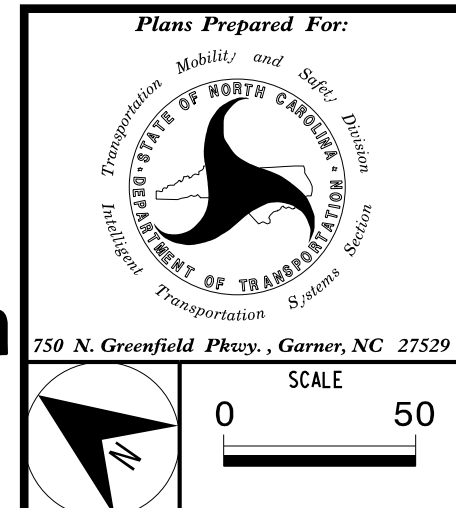 Plans Prepared For:
Transportation Mobility and Safety Division
STATE OF NORTH CAROLINA
DEPARTMENT OF TRANSPORTATION
Intelligent Transportation Systems Section
750 N. Greenfield Pkwy. , Garner, NC 27529
SCALE
0 50
N